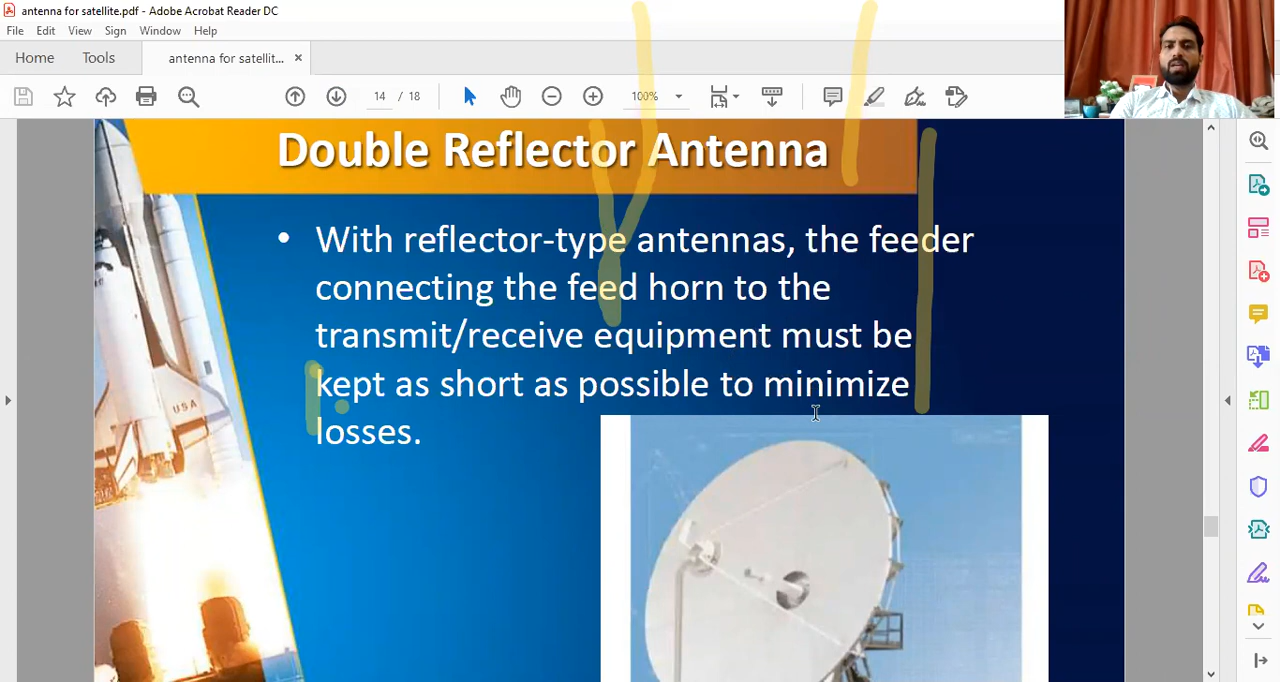 antenna for satellite.pdf - Adobe Acrobat Reader DC
File Edit View Sign Window Help
Home Tools antenna for satellit... ×
14 / 18 100%
Double Reflector Antenna
• With reflector-type antennas, the feeder
connecting the feed horn to the
transmit/receive equipment must be
kept as short as possible to minimize
losses.
USA